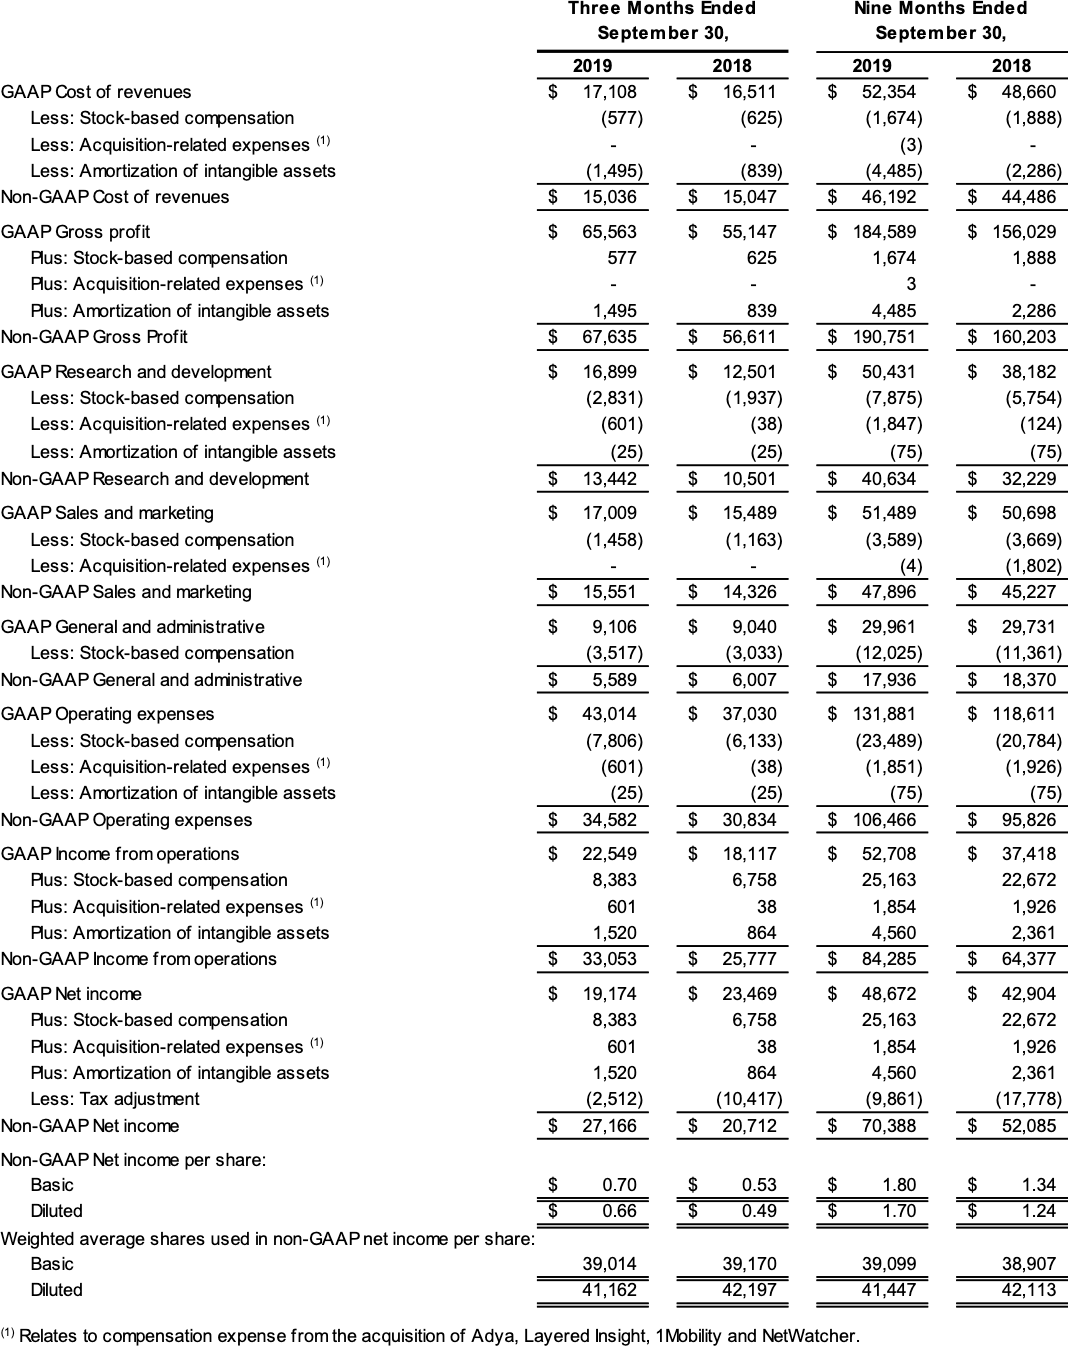 Three Months Ended Nine Months Ended
September 30, September 30,
2019 2018 2019 2018
GAAP Cost of revenues $ 17,108 $ 16,511 $ 52,354 $ 48,660
Less: Stock-based compensation (577) (625) (1,674) (1,888)
Less: Acquisition-related expenses (1) - - (3) -
Less: Amortization of intangible assets (1,495) (839) (4,485) (2,286)
Non-GAAP Cost of revenues $ 15,036 $ 15,047 $ 46,192 $ 44,486
GAAP Gross profit $ 65,563 $ 55,147 $ 184,589 $ 156,029
Plus: Stock-based compensation 577 625 1,674 1,888
Plus: Acquisition-related expenses (1) - - 3 -
Plus: Amortization of intangible assets 1,495 839 4,485 2,286
Non-GAAP Gross Profit $ 67,635 $ 56,611 $ 190,751 $ 160,203
GAAP Research and development $ 16,899 $ 12,501 $ 50,431 $ 38,182
Less: Stock-based compensation (2,831) (1,937) (7,875) (5,754)
Less: Acquisition-related expenses (1) (601) (38) (1,847) (124)
Less: Amortization of intangible assets (25) (25) (75) (75)
Non-GAAP Research and development $ 13,442 $ 10,501 $ 40,634 $ 32,229
GAAP Sales and marketing $ 17,009 $ 15,489 $ 51,489 $ 50,698
Less: Stock-based compensation (1,458) (1,163) (3,589) (3,669)
Less: Acquisition-related expenses (1) - - (4) (1,802)
Non-GAAP Sales and marketing $ 15,551 $ 14,326 $ 47,896 $ 45,227
GAAP General and administrative $ 9,106 $ 9,040 $ 29,961 $ 29,731
Less: Stock-based compensation (3,517) (3,033) (12,025) (11,361)
Non-GAAP General and administrative $ 5,589 $ 6,007 $ 17,936 $ 18,370
GAAP Operating expenses $ 43,014 $ 37,030 $ 131,881 $ 118,611
Less: Stock-based compensation (7,806) (6,133) (23,489) (20,784)
Less: Acquisition-related expenses (1) (601) (38) (1,851) (1,926)
Less: Amortization of intangible assets (25) (25) (75) (75)
Non-GAAP Operating expenses $ 34,582 $ 30,834 $ 106,466 $ 95,826
GAAP Income from operations $ 22,549 $ 18,117 $ 52,708 $ 37,418
Plus: Stock-based compensation 8,383 6,758 25,163 22,672
Plus: Acquisition-related expenses (1) 601 38 1,854 1,926
Plus: Amortization of intangible assets 1,520 864 4,560 2,361
Non-GAAP Income from operations $ 33,053 $ 25,777 $ 84,285 $ 64,377
GAAP Net income $ 19,174 $ 23,469 $ 48,672 $ 42,904
Plus: Stock-based compensation 8,383 6,758 25,163 22,672
Plus: Acquisition-related expenses (1) 601 38 1,854 1,926
Plus: Amortization of intangible assets 1,520 864 4,560 2,361
Less: Tax adjustment (2,512) (10,417) (9,861) (17,778)
Non-GAAP Net income $ 27,166 $ 20,712 $ 70,388 $ 52,085
Non-GAAP Net income per share:
Basic $ 0.70 $ 0.53 $ 1.80 $ 1.34
Diluted $ 0.66 $ 0.49 $ 1.70 $ 1.24
Weighted average shares used in non-GAAP net income per share:
Basic 39,014 39,170 39,099 38,907
Diluted 41,162 42,197 41,447 42,113
(1) Relates to compensation expense from the acquisition of Adya, Layered Insight, 1Mobility and NetWatcher.